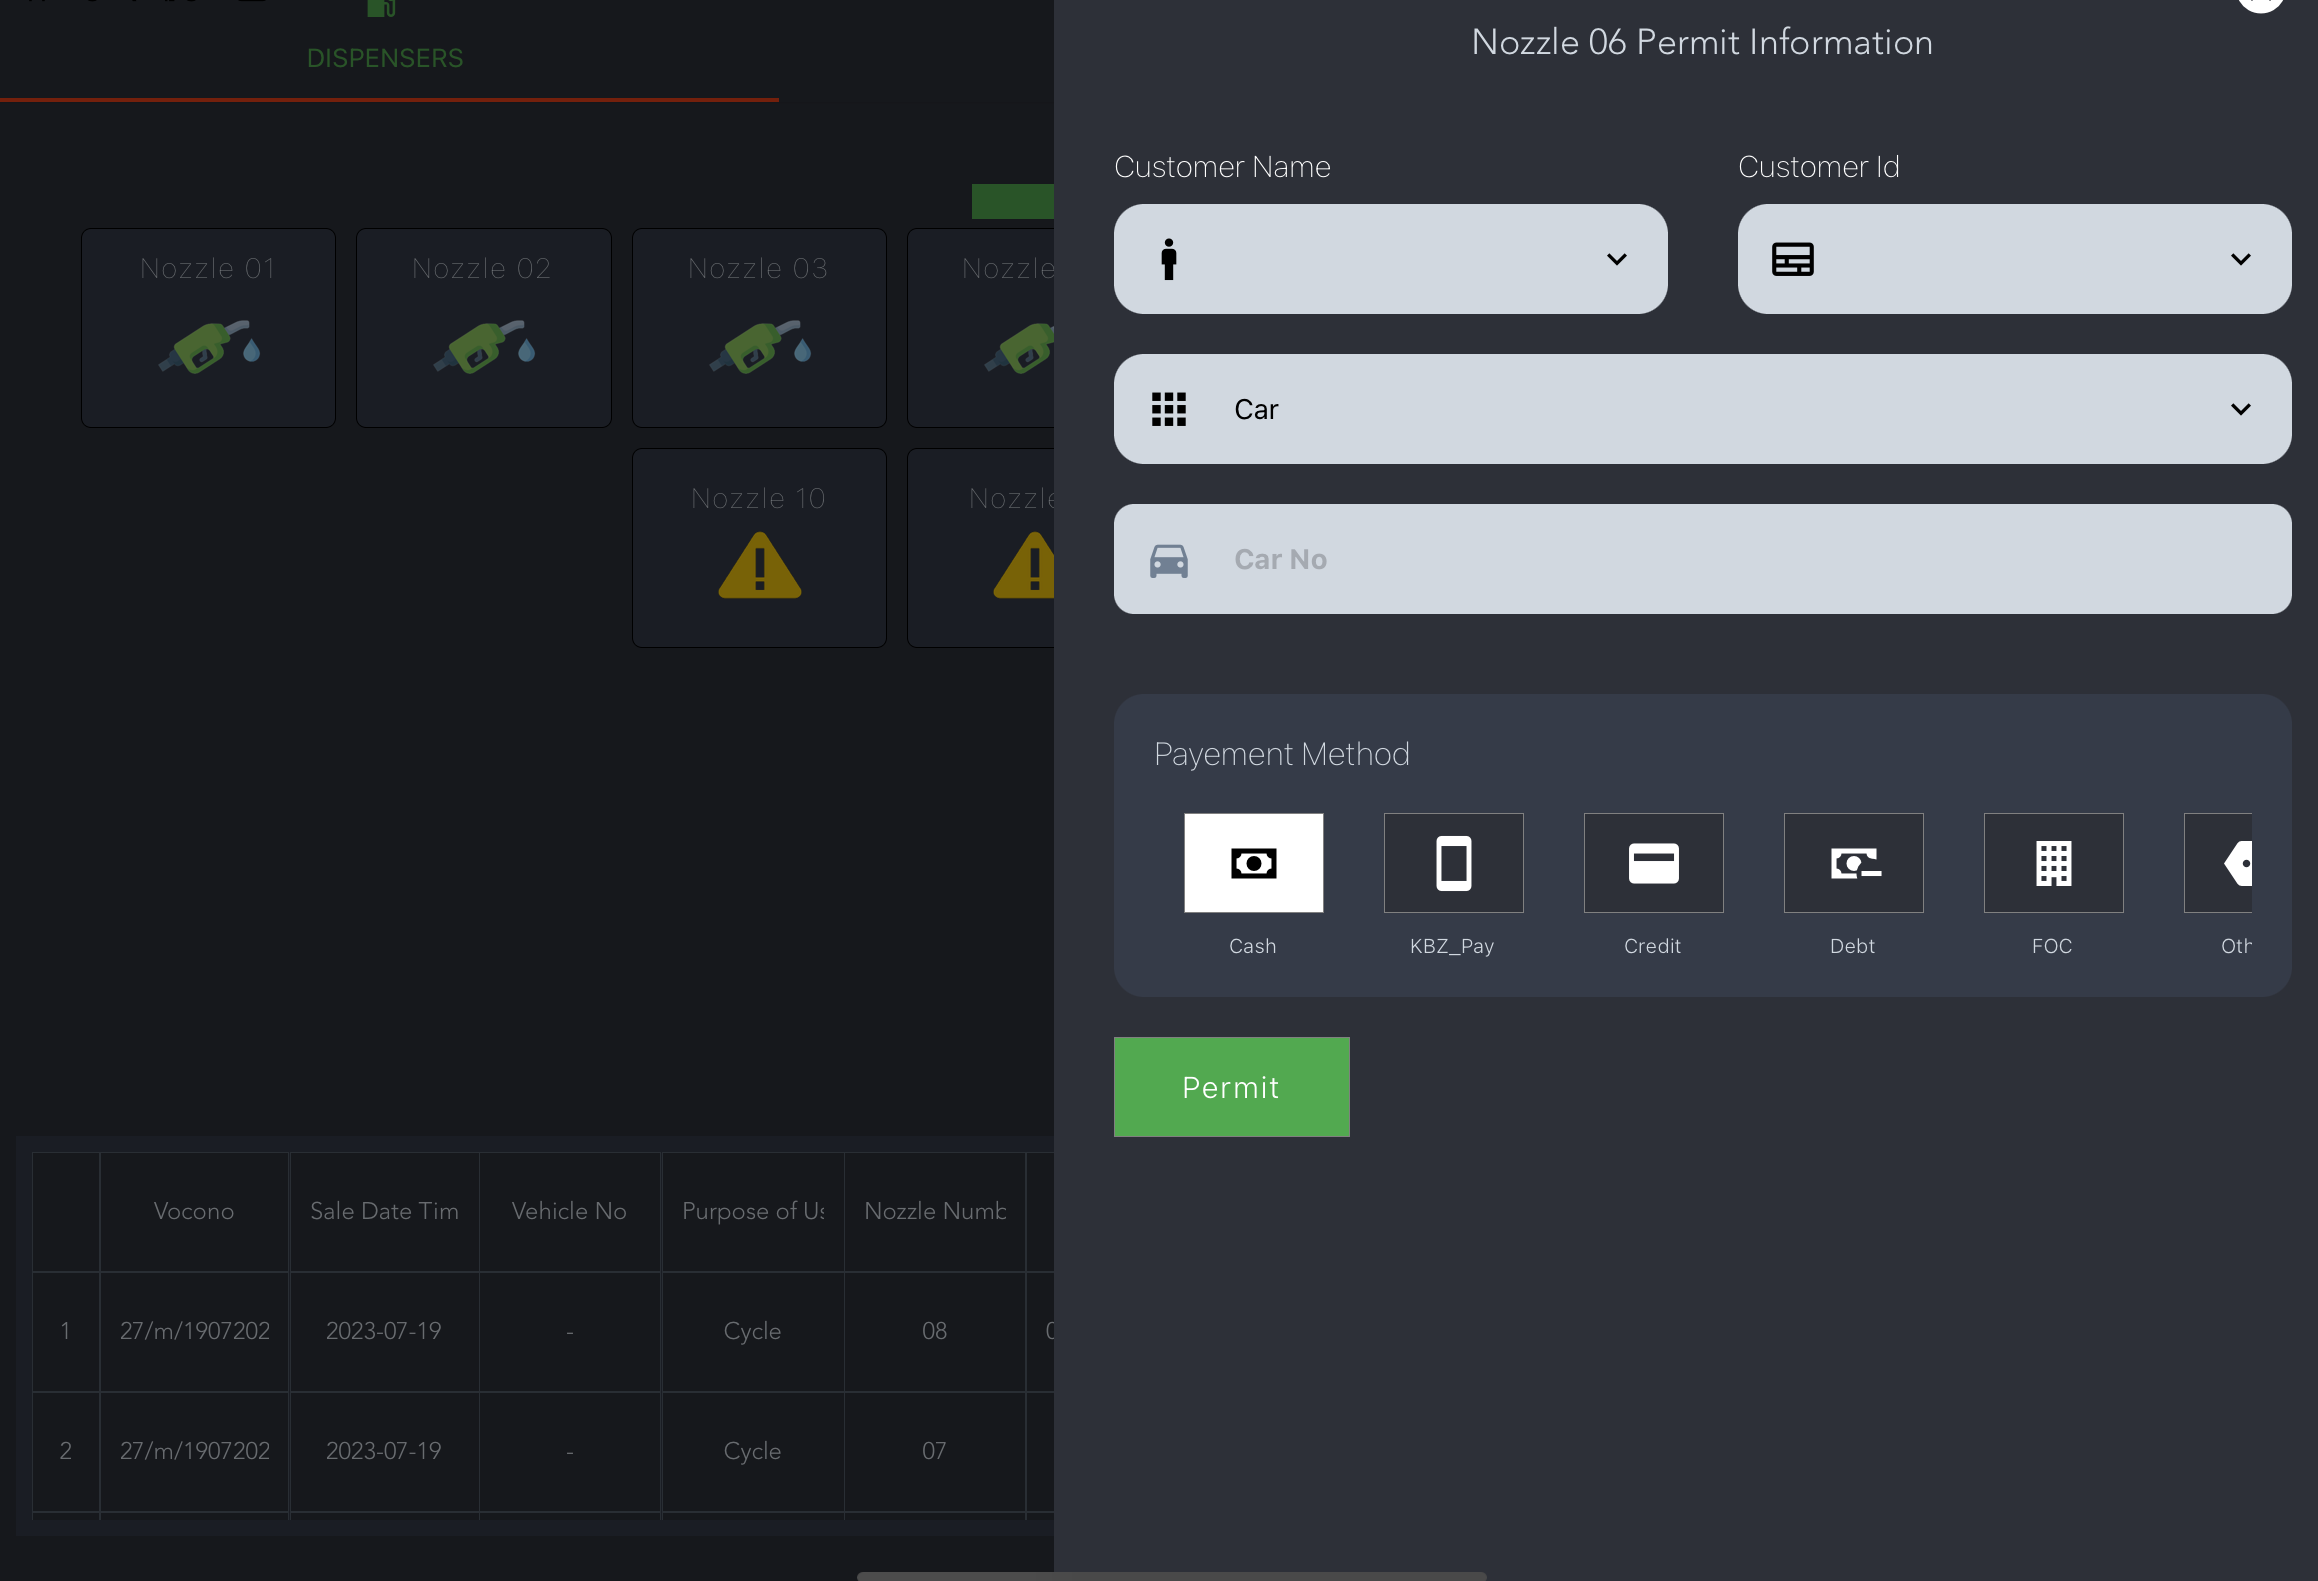 DISPENSERS
Nozzle 01
Nozzle 02
Nozzle 03
Nozzle
Nozzle 10
Nozzle
Vocono
Sale Date Tim
Vehicle No
Purpose of Us
Nozzle Numb
1
27/m/1907202
2023-07-19
-
Cycle
08
0
2
27/m/1907202
2023-07-19
-
Cycle
07
Nozzle 06 Permit Information
Customer Name
Customer Id
Car
Car No
Payement Method
Cash
KBZ_Pay
Credit
Debt
FOC
Oth
Permit